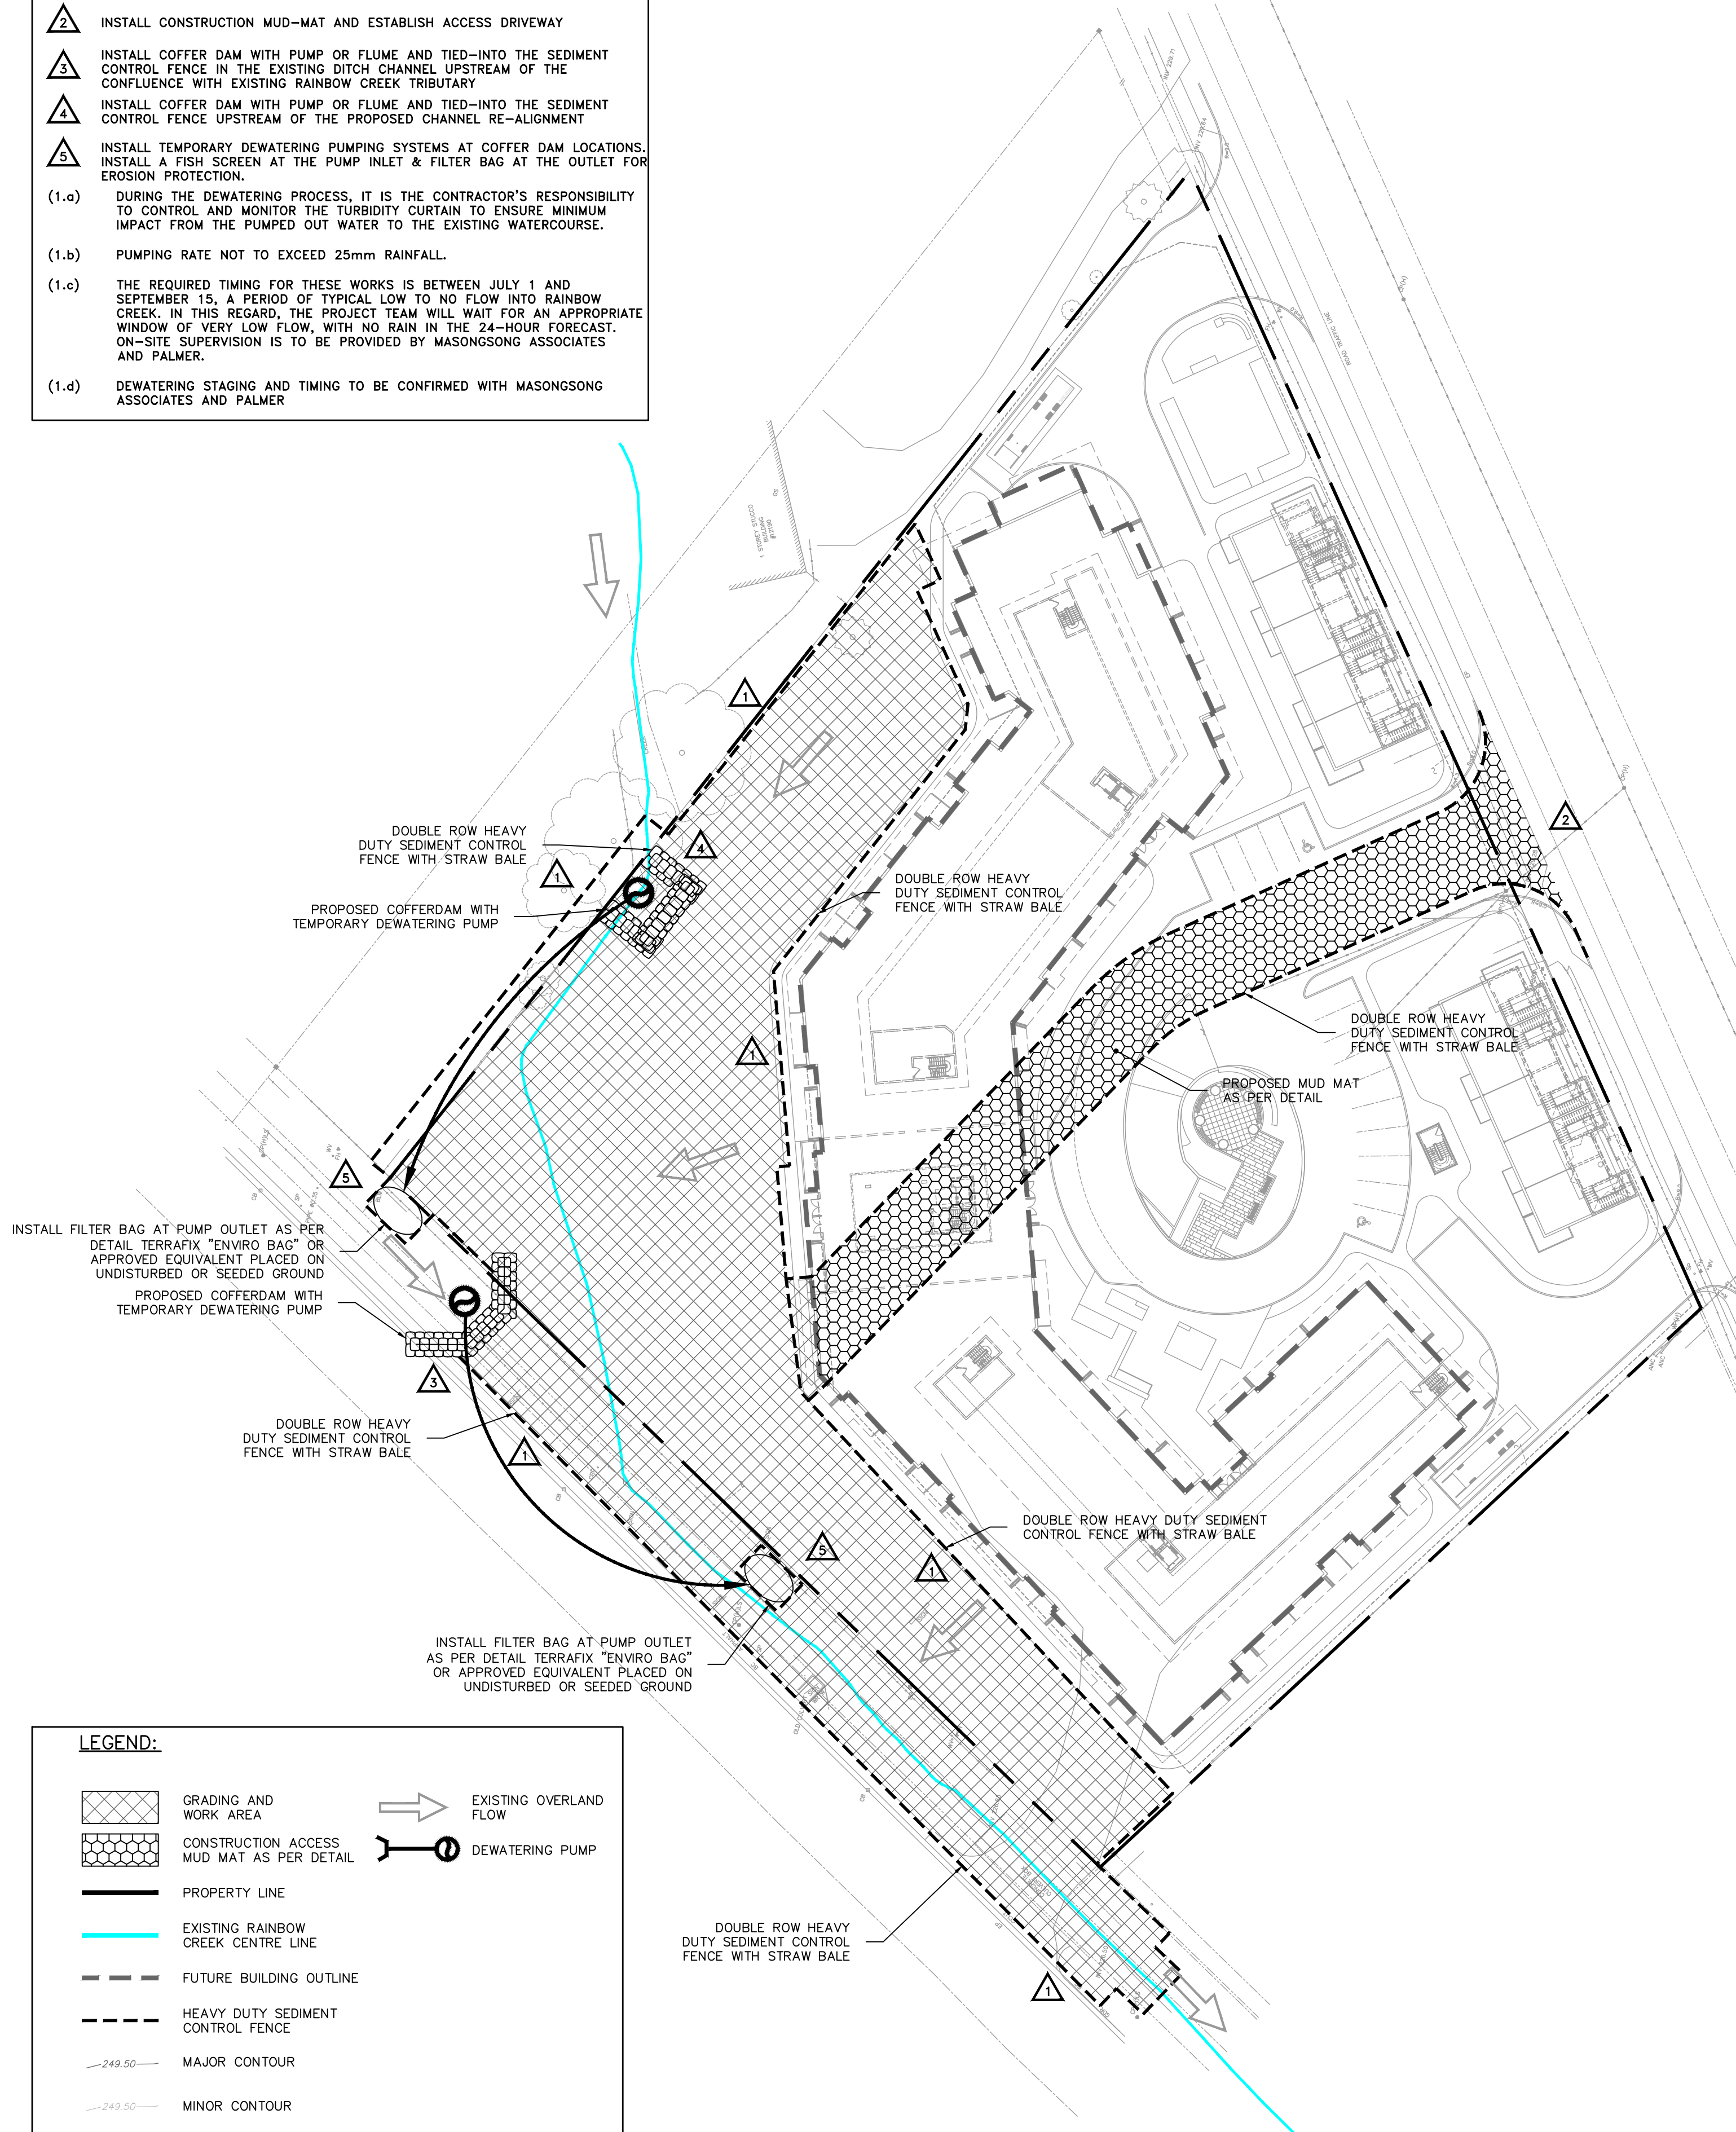 2 INSTALL CONSTRUCTION MUD-MAT AND ESTABLISH ACCESS DRIVEWAY
3 INSTALL COFFER DAM WITH PUMP OR FLUME AND TIED-INTO THE SEDIMENT
CONTROL FENCE IN THE EXISTING DITCH CHANNEL UPSTREAM OF THE
CONFLUENCE WITH EXISTING RAINBOW CREEK TRIBUTARY
4 INSTALL COFFER DAM WITH PUMP OR FLUME AND TIED-INTO THE SEDIMENT
CONTROL FENCE UPSTREAM OF THE PROPOSED CHANNEL RE-ALIGNMENT
5 INSTALL TEMPORARY DEWATERING PUMPING SYSTEMS AT COFFER DAM LOCATIONS.
INSTALL A FISH SCREEN AT THE PUMP INLET & FILTER BAG AT THE OUTLET FOR
EROSION PROTECTION.
(1.a) DURING THE DEWATERING PROCESS, IT IS THE CONTRACTOR'S RESPONSIBILITY
TO CONTROL AND MONITOR THE TURBIDITY CURTAIN TO ENSURE MINIMUM
IMPACT FROM THE PUMPED OUT WATER TO THE EXISTING WATERCOURSE.
(1.b) PUMPING RATE NOT TO EXCEED 25mm RAINFALL.
(1.c) THE REQUIRED TIMING FOR THESE WORKS IS BETWEEN JULY 1 AND
SEPTEMBER 15, A PERIOD OF TYPICAL LOW TO NO FLOW INTO RAINBOW
CREEK. IN THIS REGARD, THE PROJECT TEAM WILL WAIT FOR AN APPROPRIATE
WINDOW OF VERY LOW FLOW, WITH NO RAIN IN THE 24-HOUR FORECAST.
ON-SITE SUPERVISION IS TO BE PROVIDED BY MASONGSONG ASSOCIATES
AND PALMER.
(1.d) DEWATERING STAGING AND TIMING TO BE CONFIRMED WITH MASONGSONG
ASSOCIATES AND PALMER
INV 229.71
ROAD TRAFFIC LINE
1 STOREY STUCCO
BUILDING
#12190
1
2
DOUBLE ROW HEAVY
DUTY SEDIMENT CONTROL
FENCE WITH STRAW BALE
4
1
PROPOSED COFFERDAM WITH
TEMPORARY DEWATERING PUMP
DOUBLE ROW HEAVY
DUTY SEDIMENT CONTROL
FENCE WITH STRAW BALE
DOUBLE ROW HEAVY
DUTY SEDIMENT CONTROL
FENCE WITH STRAW BALE
1
PROPOSED MUD MAT
AS PER DETAIL
5
INSTALL FILTER BAG AT PUMP OUTLET AS PER
DETAIL TERRAFIX "ENVIRO BAG" OR
APPROVED EQUIVALENT PLACED ON
UNDISTURBED OR SEEDED GROUND
PROPOSED COFFERDAM WITH
TEMPORARY DEWATERING PUMP
3
DOUBLE ROW HEAVY
DUTY SEDIMENT CONTROL
FENCE WITH STRAW BALE
1
DOUBLE ROW HEAVY DUTY SEDIMENT
CONTROL FENCE WITH STRAW BALE
5
1
INSTALL FILTER BAG AT PUMP OUTLET
AS PER DETAIL TERRAFIX "ENVIRO BAG"
OR APPROVED EQUIVALENT PLACED ON
UNDISTURBED OR SEEDED GROUND
DOUBLE ROW HEAVY
DUTY SEDIMENT CONTROL
FENCE WITH STRAW BALE
1
LEGEND:
GRADING AND
WORK AREA
EXISTING OVERLAND
FLOW
CONSTRUCTION ACCESS
MUD MAT AS PER DETAIL
DEWATERING PUMP
PROPERTY LINE
EXISTING RAINBOW
CREEK CENTRE LINE
FUTURE BUILDING OUTLINE
HEAVY DUTY SEDIMENT
CONTROL FENCE
249.50 MAJOR CONTOUR
249.50 MINOR CONTOUR